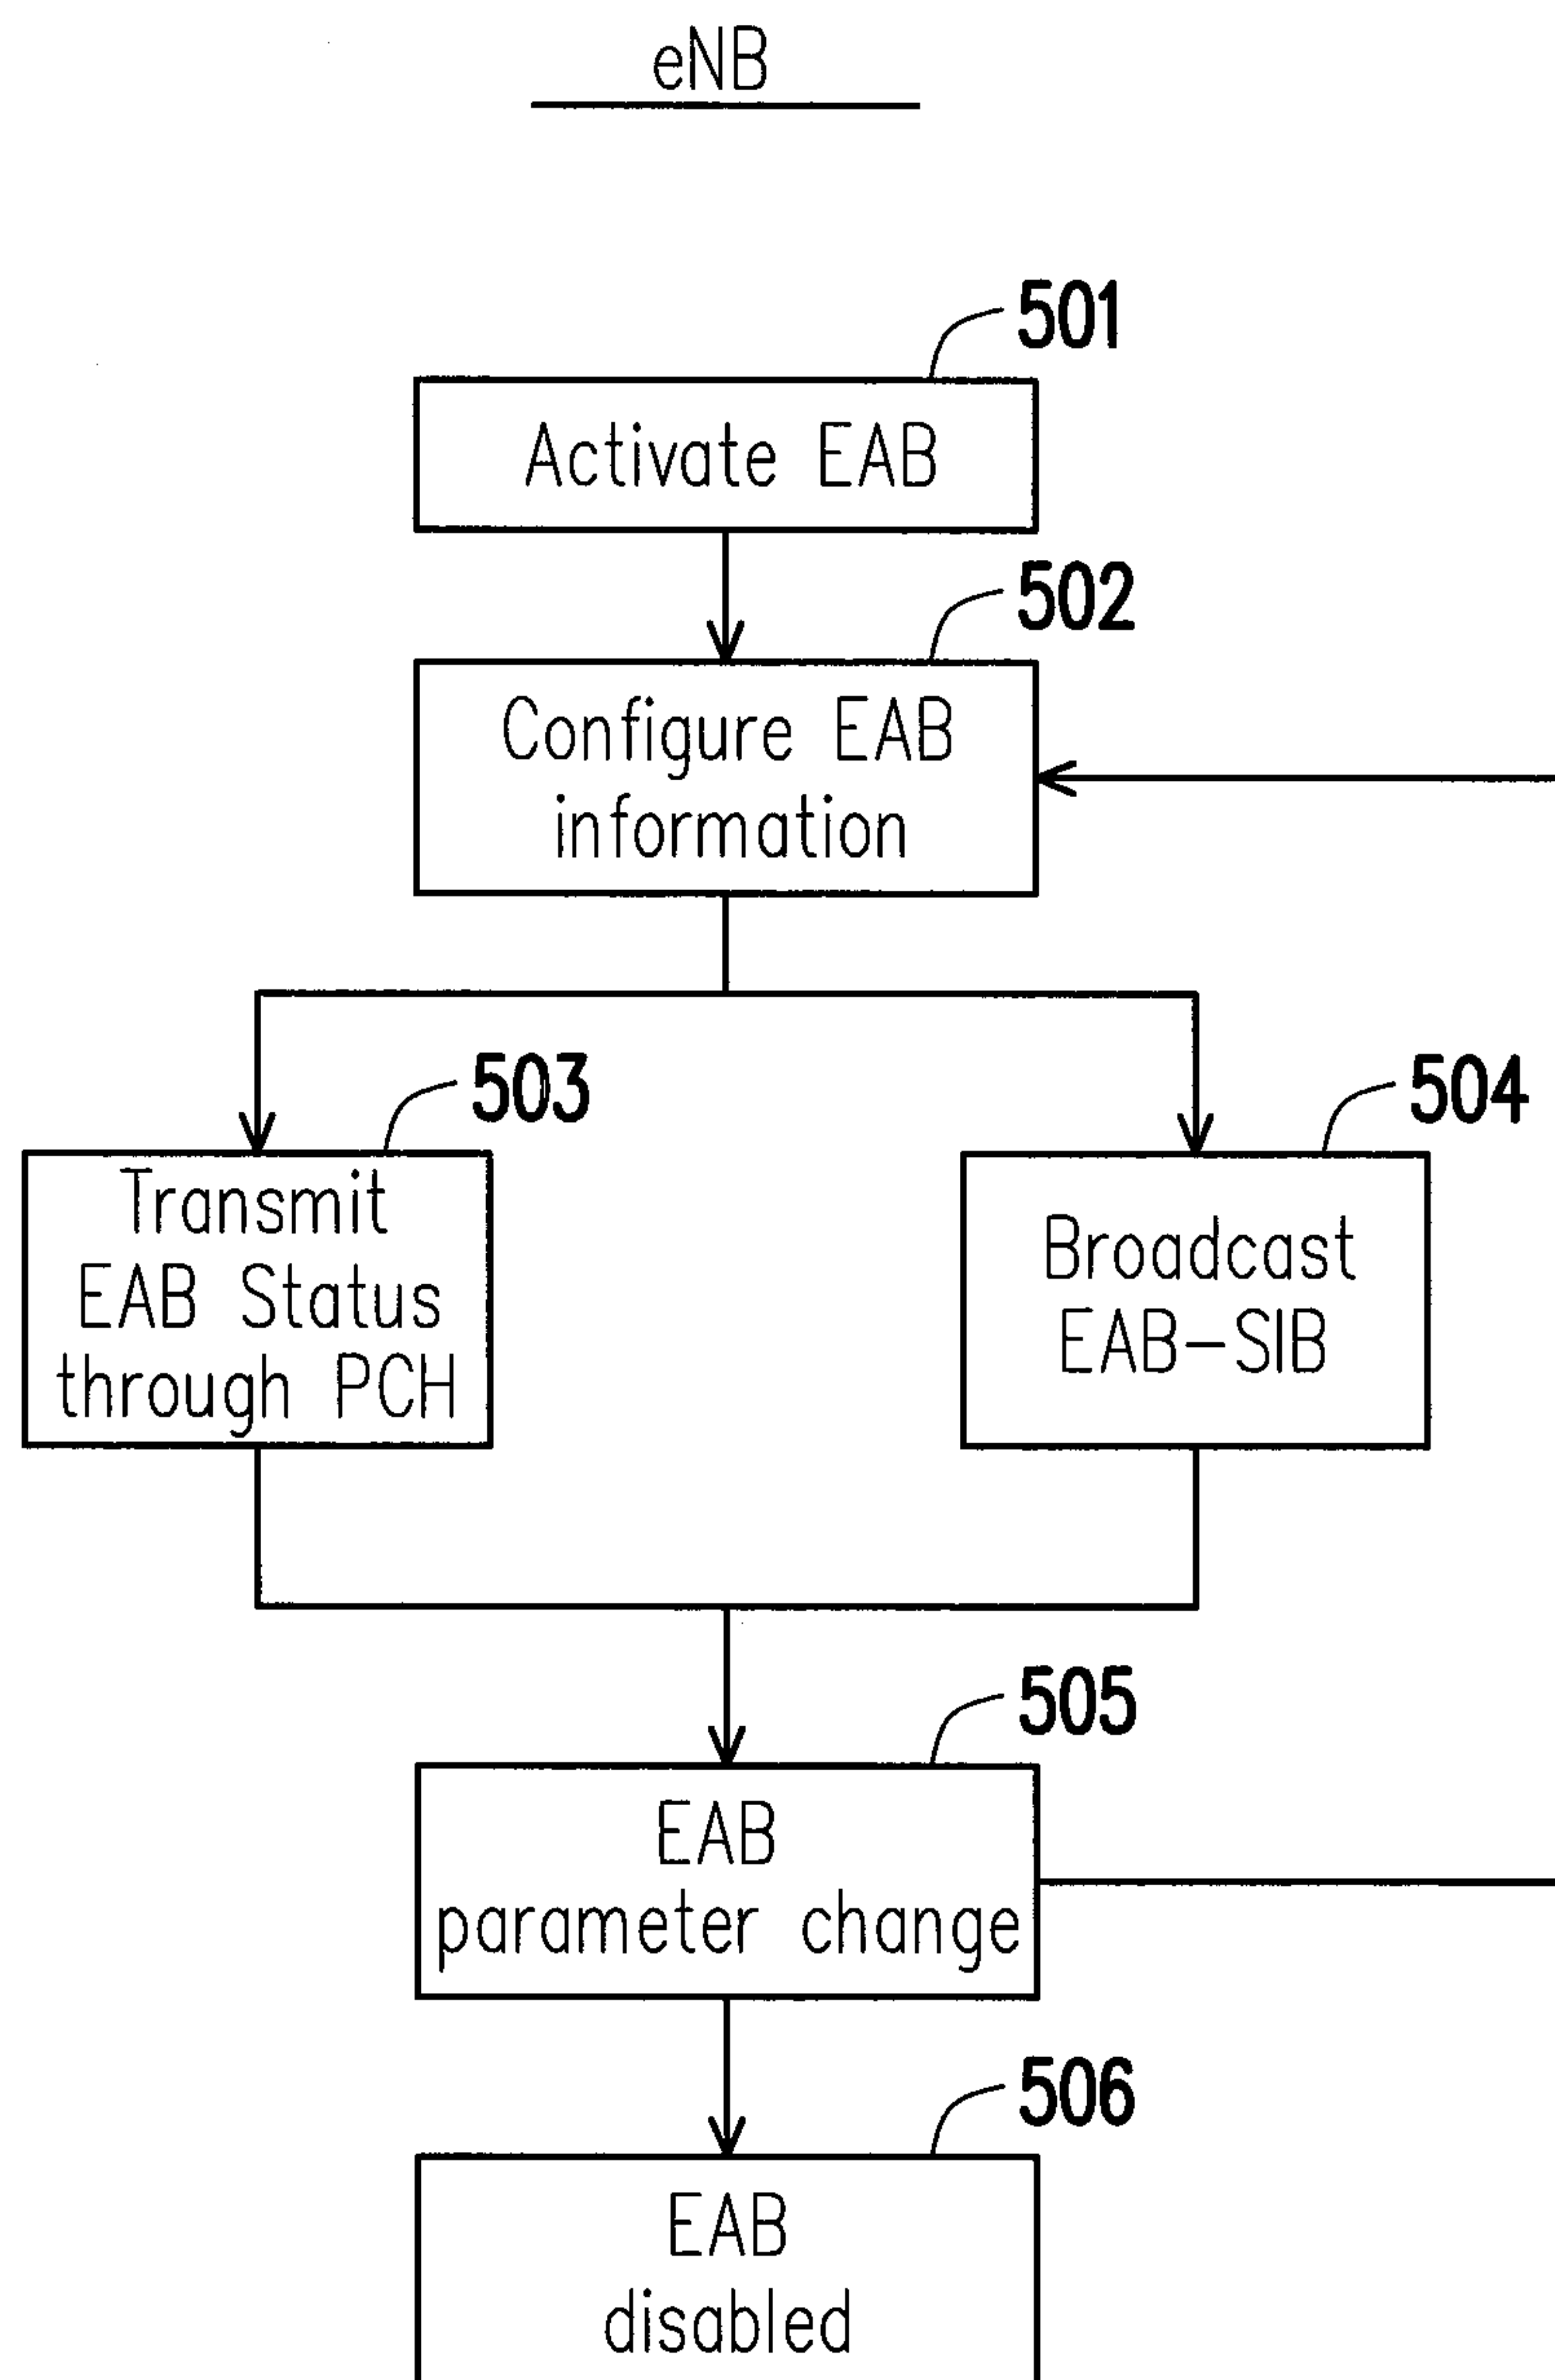 eNB
501
Activate EAB
502
Configure EAB
information
503
Transmit
EAB Status
through PCH
504
Broadcast
EAB-SIB
505
EAB
parameter change
506
EAB
disabled